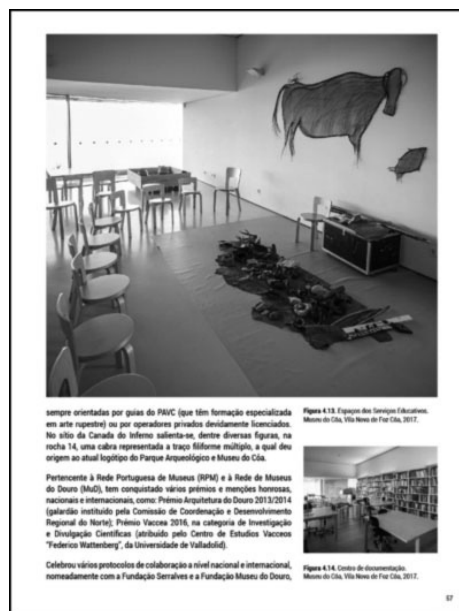 sempre orientadas por guias do PAVC (que têm formação especializada
em arte rupestre) ou por operadores privados devidamente licenciados.
No sítio da Canada do Inferno salienta-se, dentre diversas figuras, na
rocha 14, uma cabra representada a traço filiforme múltiplo, a qual deu
origem ao atual logótipo do Parque Arqueológico e Museu do Côa.
Pertencente à Rede Portuguesa de Museus (RPM) e à Rede de Museus
do Douro (MuD), tem conquistado vários prémios e menções honrosas,
nacionais e internacionais, como: Prémio Arquitetura do Douro 2013/2014
(galardão instituído pela Comissão de Coordenação e Desenvolvimento
Regional do Norte); Prémio Vaccea 2016, na categoria de Investigação
e Divulgação Científicas (atribuído pelo Centro de Estudios Vacceos
"Federico Wattenberg", da Universidade de Valladolid).
Celebrou vários protocolos de colaboração a nível nacional e internacional,
nomeadamente com a Fundação Serralves e a Fundação Museu do Douro,
Figura 4.13. Espaços dos Serviços Educativos.
Museu do Côa, Vila Nova de Foz Côa, 2017.
Figura 4.14. Centro de documentação.
Museu do Côa, Vila Nova de Foz Côa, 2017.
57